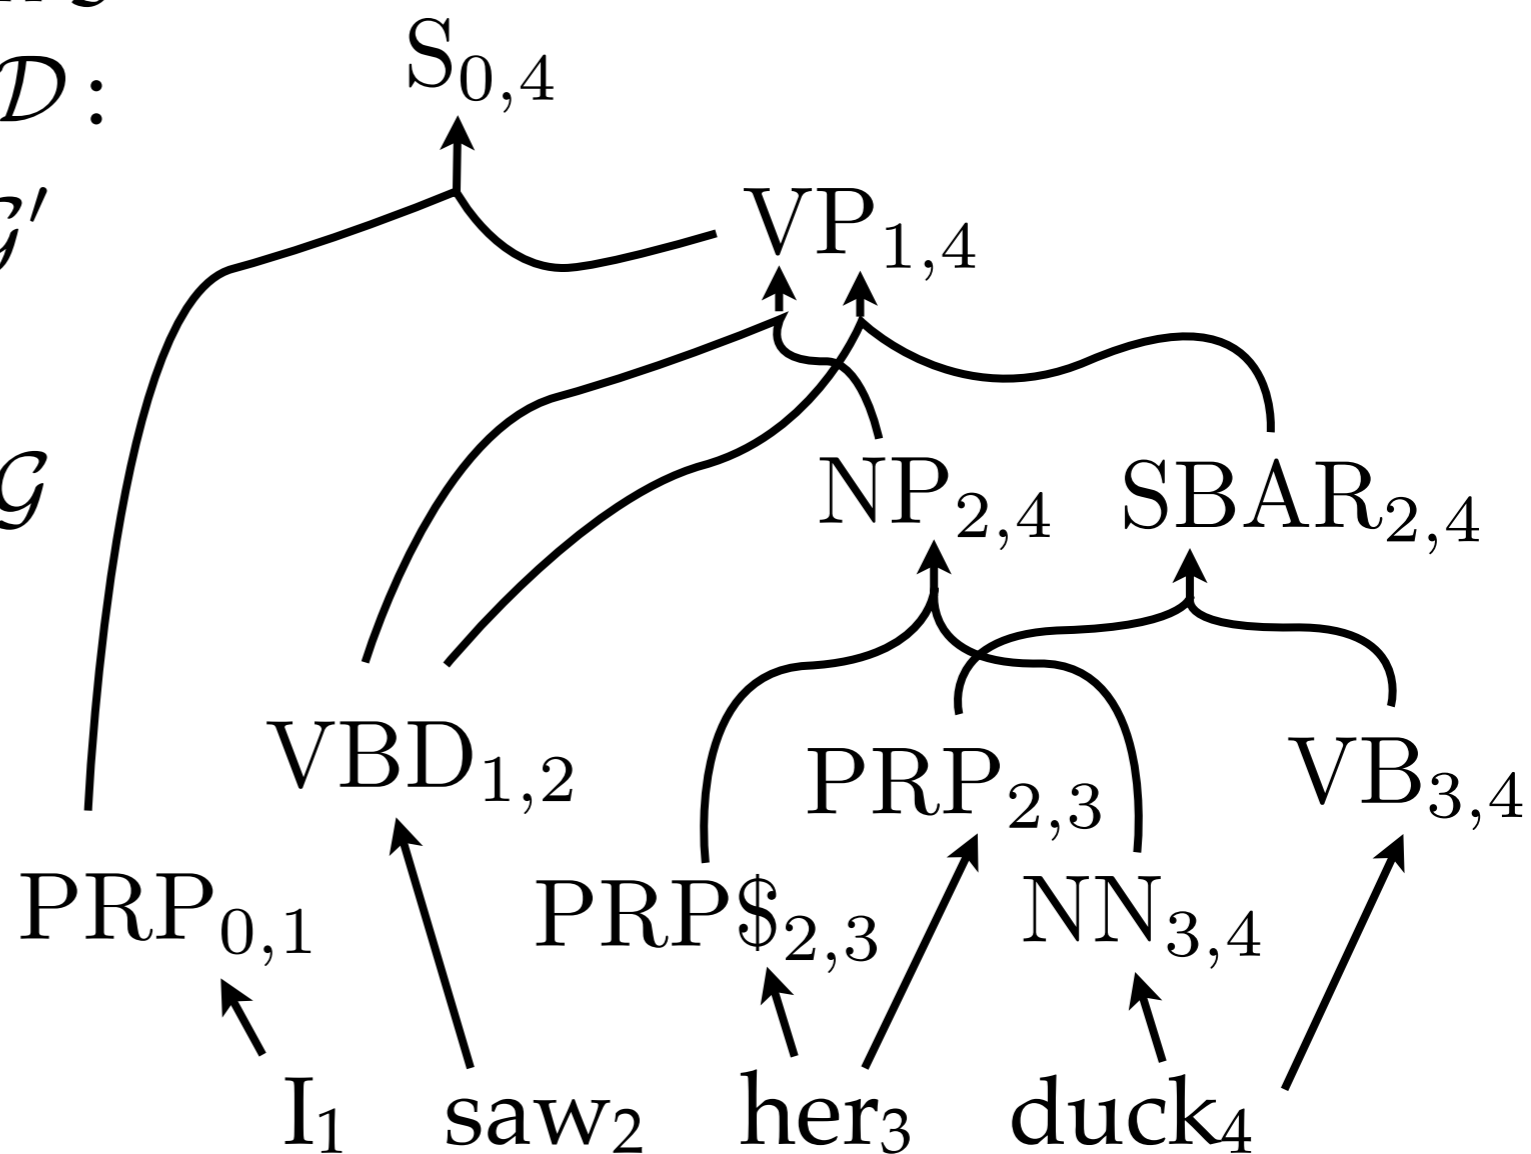 S₀,₄
𝒟 :
VP₁,₄
𝒢′
NP₂,₄ SBAR₂,₄
𝒢
VBD₁,₂ PRP₂,₃ VB₃,₄
PRP₀,₁ PRP$₂,₃ NN₃,₄
I₁ saw₂ her₃ duck₄